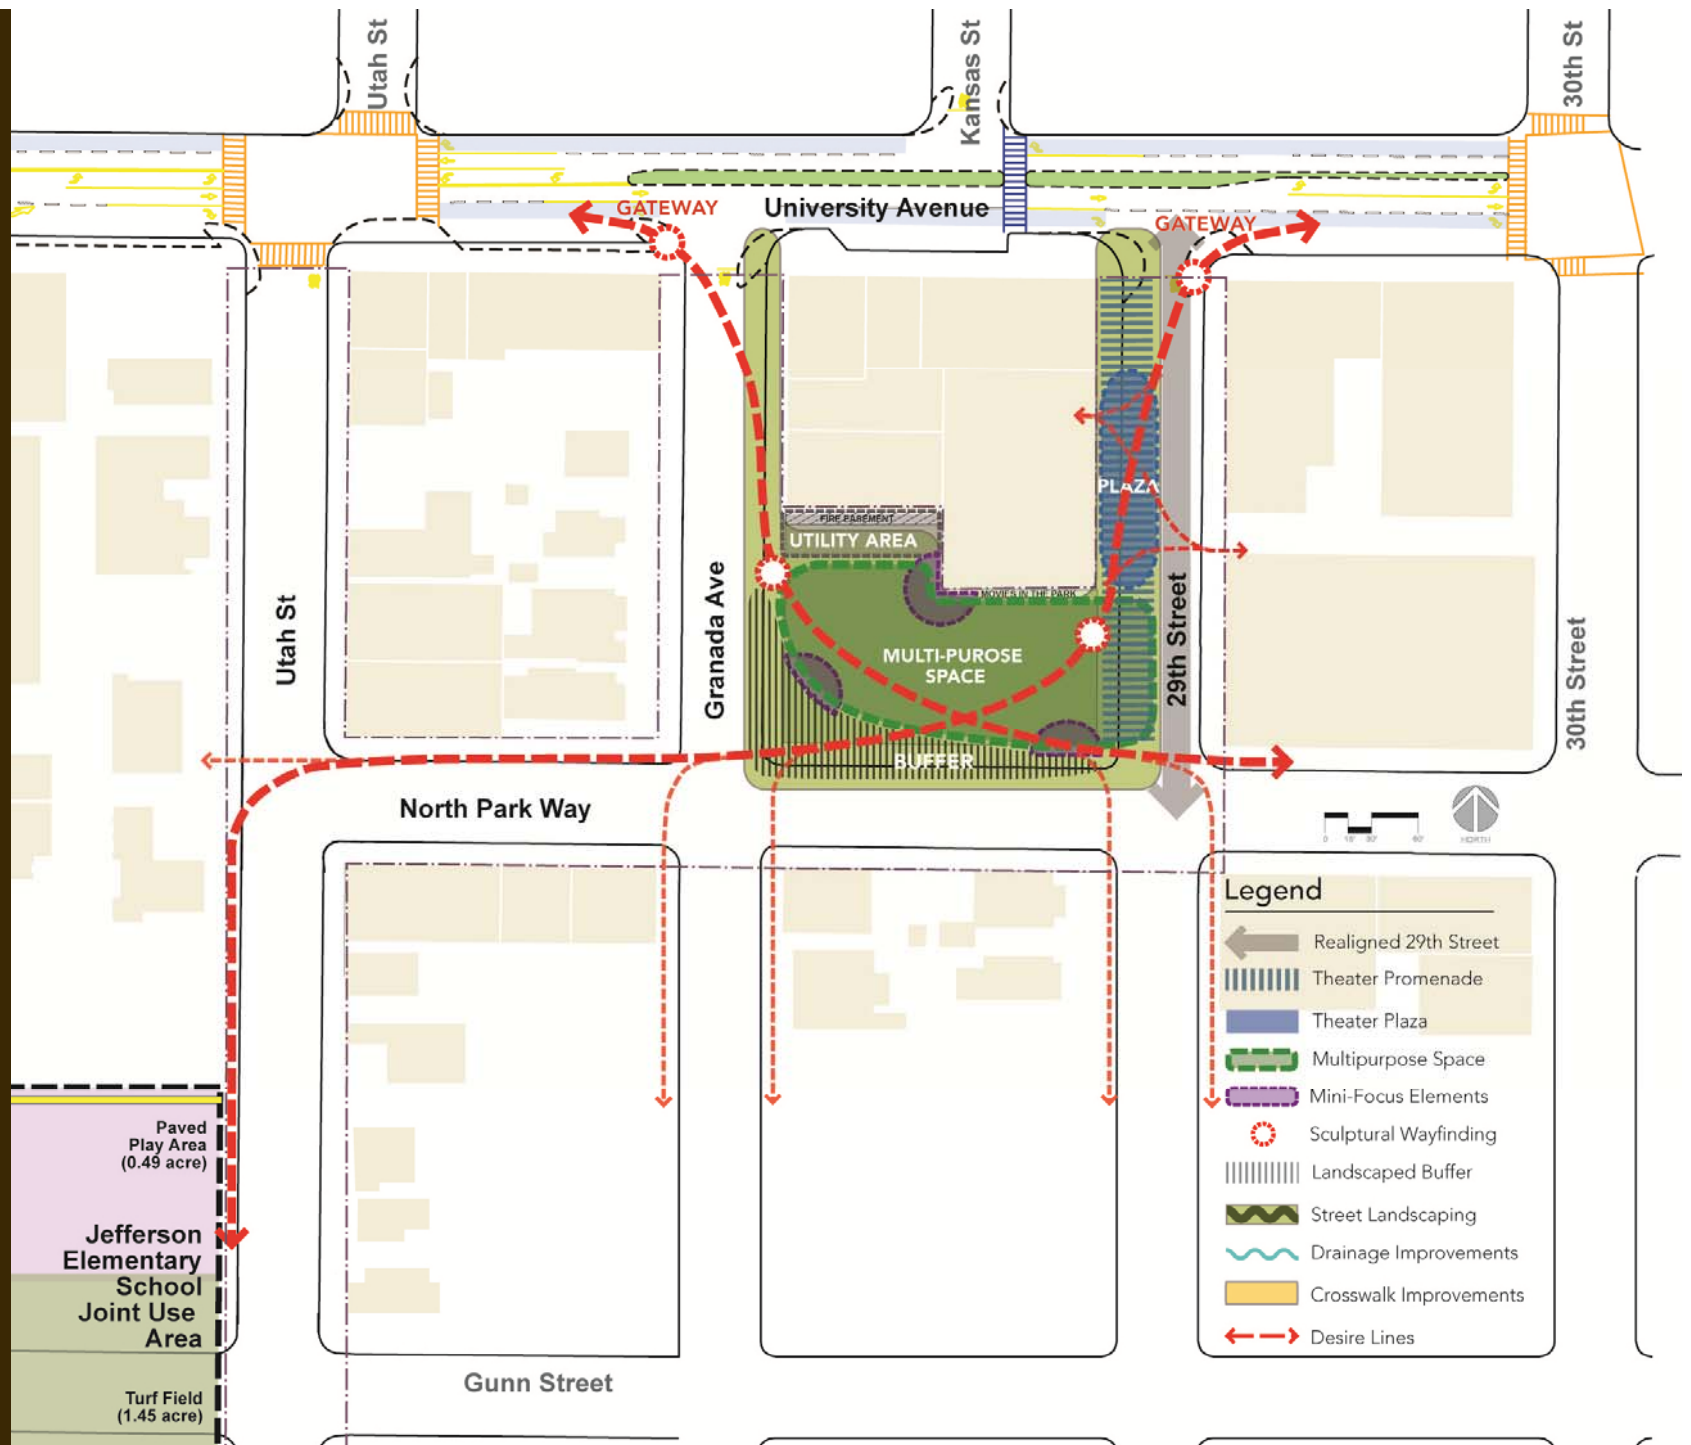 Utah St
Kansas St
30th St
GATEWAY
University Avenue
GATEWAY
PLAZA
FIRE PAREMENT
UTILITY AREA
MOVIES IN THE PARK
MULTI-PUROSE
SPACE
BUFFER
Utah St
Granada Ave
29th Street
30th Street
North Park Way
NORTH
Legend
Realigned 29th Street
Theater Promenade
Theater Plaza
Multipurpose Space
Mini-Focus Elements
Sculptural Wayfinding
Landscaped Buffer
Street Landscaping
Drainage Improvements
Crosswalk Improvements
Desire Lines
Paved
Play Area
(0.49 acre)
Jefferson
Elementary
School
Joint Use
Area
Turf Field
(1.45 acre)
Gunn Street